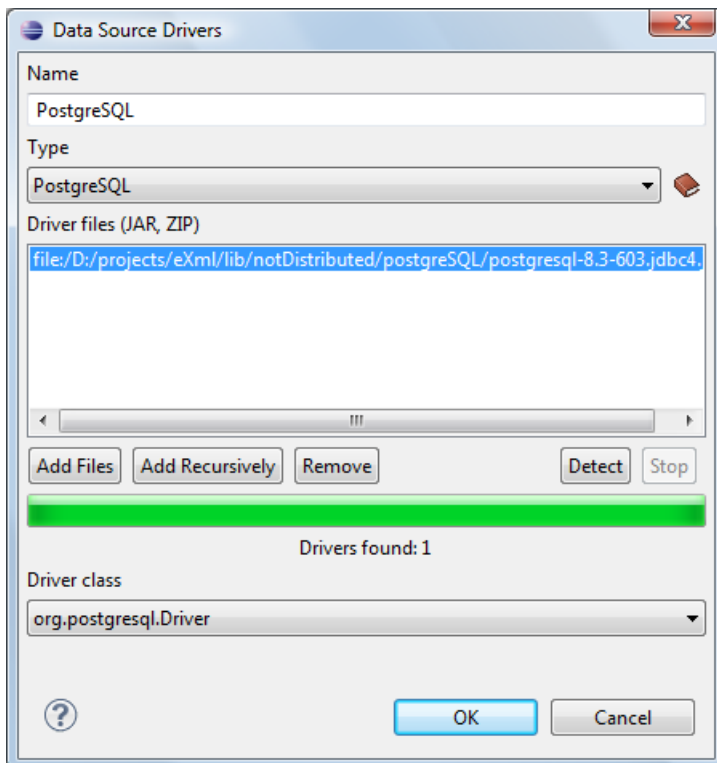 Data Source Drivers
Name
PostgreSQL
Type
PostgreSQL
Driver files (JAR, ZIP)
file:/D:/projects/eXml/lib/notDistributed/postgreSQL/postgresql-8.3-603.jdbc4.
Add Files Add Recursively Remove Detect Stop
Drivers found: 1
Driver class
org.postgresql.Driver
? OK Cancel